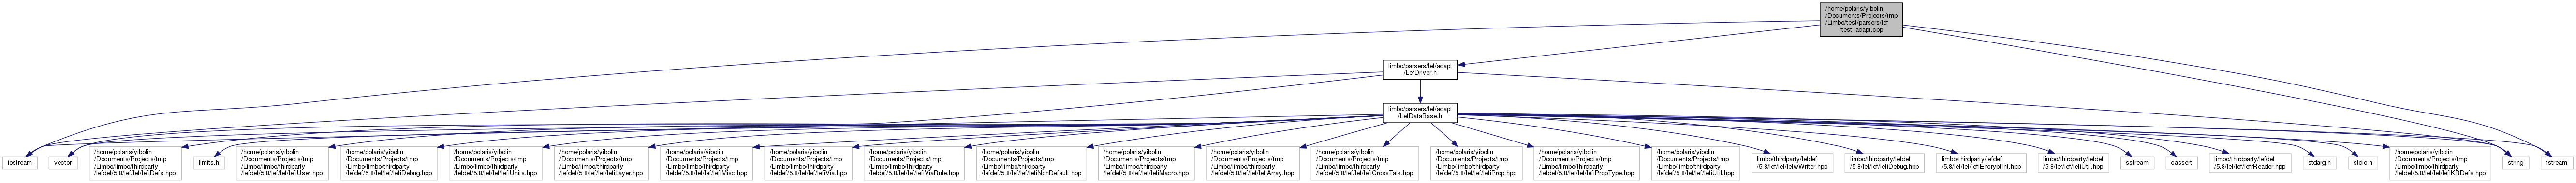 /home/polaris/yibolin
/Documents/Projects/tmp
/Limbo/test/parsers/lef
/test_adapt.cpp
limbo/parsers/lef/adapt
/LefDriver.h
limbo/parsers/lef/adapt
/LefDataBase.h
iostream
vector
/home/polaris/yibolin
/Documents/Projects/tmp
/Limbo/limbo/thirdparty
/lefdef/5.8/lef/lef/lefiDefs.hpp
limits.h
/home/polaris/yibolin
/Documents/Projects/tmp
/Limbo/limbo/thirdparty
/lefdef/5.8/lef/lef/lefiUser.hpp
/home/polaris/yibolin
/Documents/Projects/tmp
/Limbo/limbo/thirdparty
/lefdef/5.8/lef/lef/lefiDebug.hpp
/home/polaris/yibolin
/Documents/Projects/tmp
/Limbo/limbo/thirdparty
/lefdef/5.8/lef/lef/lefiUnits.hpp
/home/polaris/yibolin
/Documents/Projects/tmp
/Limbo/limbo/thirdparty
/lefdef/5.8/lef/lef/lefiLayer.hpp
/home/polaris/yibolin
/Documents/Projects/tmp
/Limbo/limbo/thirdparty
/lefdef/5.8/lef/lef/lefiMisc.hpp
/home/polaris/yibolin
/Documents/Projects/tmp
/Limbo/limbo/thirdparty
/lefdef/5.8/lef/lef/lefiVia.hpp
/home/polaris/yibolin
/Documents/Projects/tmp
/Limbo/limbo/thirdparty
/lefdef/5.8/lef/lef/lefiViaRule.hpp
/home/polaris/yibolin
/Documents/Projects/tmp
/Limbo/limbo/thirdparty
/lefdef/5.8/lef/lef/lefiNonDefault.hpp
/home/polaris/yibolin
/Documents/Projects/tmp
/Limbo/limbo/thirdparty
/lefdef/5.8/lef/lef/lefiMacro.hpp
/home/polaris/yibolin
/Documents/Projects/tmp
/Limbo/limbo/thirdparty
/lefdef/5.8/lef/lef/lefiArray.hpp
/home/polaris/yibolin
/Documents/Projects/tmp
/Limbo/limbo/thirdparty
/lefdef/5.8/lef/lef/lefiCrossTalk.hpp
/home/polaris/yibolin
/Documents/Projects/tmp
/Limbo/limbo/thirdparty
/lefdef/5.8/lef/lef/lefiProp.hpp
/home/polaris/yibolin
/Documents/Projects/tmp
/Limbo/limbo/thirdparty
/lefdef/5.8/lef/lef/lefiPropType.hpp
/home/polaris/yibolin
/Documents/Projects/tmp
/Limbo/limbo/thirdparty
/lefdef/5.8/lef/lef/lefiUtil.hpp
limbo/thirdparty/lefdef
/5.8/lef/lef/lefwWriter.hpp
limbo/thirdparty/lefdef
/5.8/lef/lef/lefiDebug.hpp
limbo/thirdparty/lefdef
/5.8/lef/lef/lefiEncryptInt.hpp
limbo/thirdparty/lefdef
/5.8/lef/lef/lefiUtil.hpp
sstream
cassert
limbo/thirdparty/lefdef
/5.8/lef/lef/lefrReader.hpp
stdarg.h
stdio.h
/home/polaris/yibolin
/Documents/Projects/tmp
/Limbo/limbo/thirdparty
/lefdef/5.8/lef/lef/lefiKRDefs.hpp
string
fstream